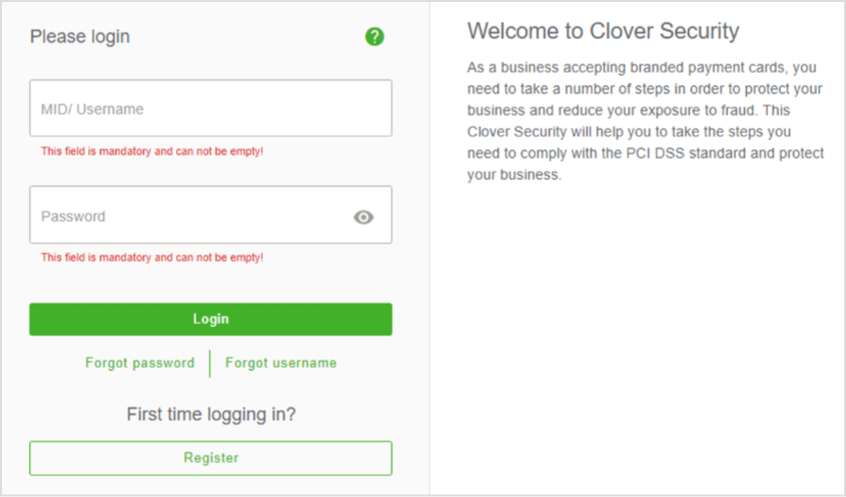 Please login
?
MID/ Username
This field is mandatory and can not be empty!
Password
This field is mandatory and can not be empty!
Login
Forgot password
Forgot username
First time logging in?
Register
Welcome to Clover Security
As a business accepting branded payment cards, you
need to take a number of steps in order to protect your
business and reduce your exposure to fraud. This
Clover Security will help you to take the steps you
need to comply with the PCI DSS standard and protect
your business.